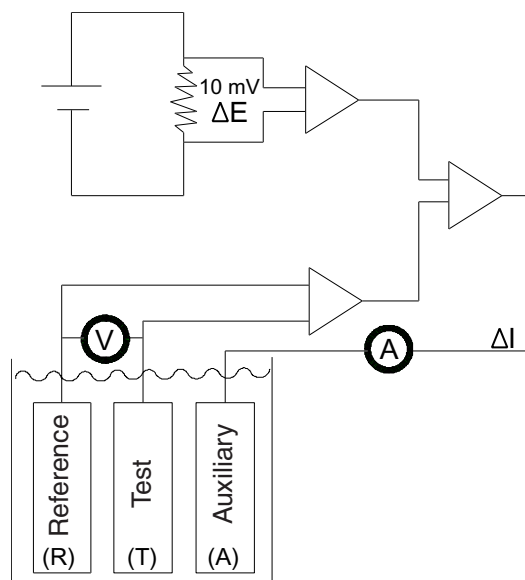 10 mV
ΔE
V
A
ΔI
Reference
(R)
Test
(T)
Auxiliary
(A)